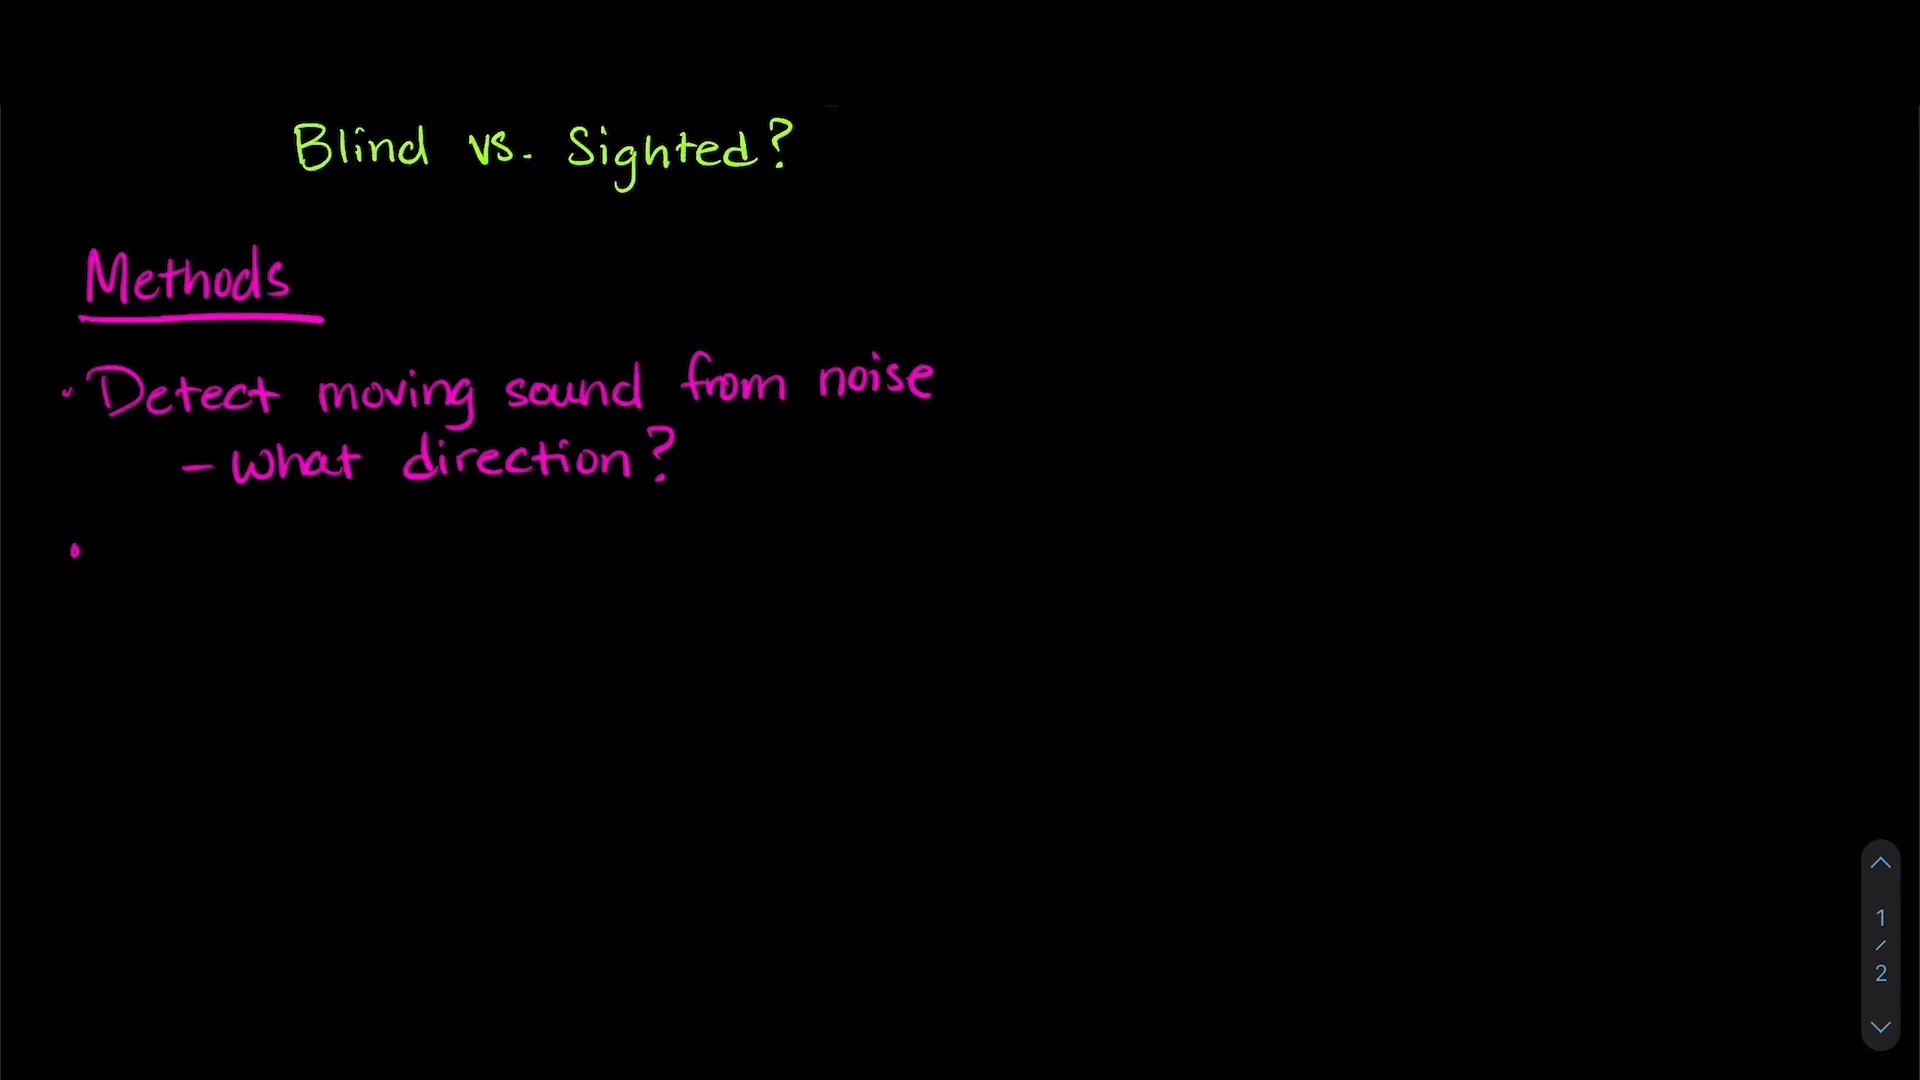 Blind vs. Sighted?
Methods
• Detect moving sound from noise
- what direction?
•
1
/
2